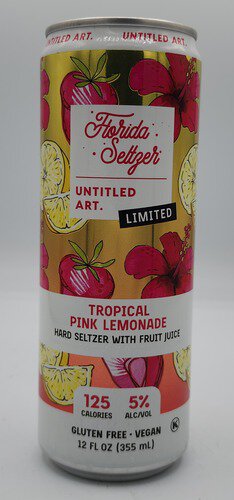 UNTITLED ART.
UNTITLED ART.
Florida
Seltzer
UNTITLED
ART.
LIMITED
TROPICAL
PINK LEMONADE
HARD SELTZER WITH FRUIT JUICE
125 5%
CALORIES ALC/VOL
GLUTEN FREE · VEGAN
K
12 FL OZ (355 mL)